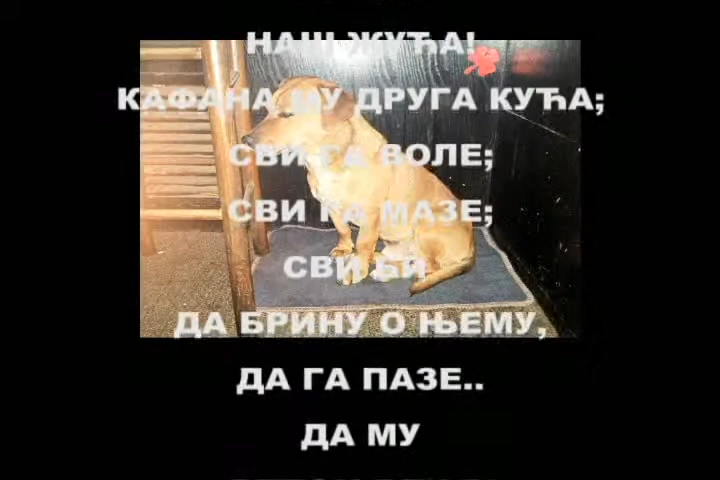 НАШ ЖУЋА!
КАФАНА МУ ДРУГА КУЋА;
СВИ ГА ВОЛЕ;
СВИ ГА МАЗЕ;
СВИ БИ
ДА БРИНУ О ЊЕМУ,
ДА ГА ПАЗЕ..
ДА МУ